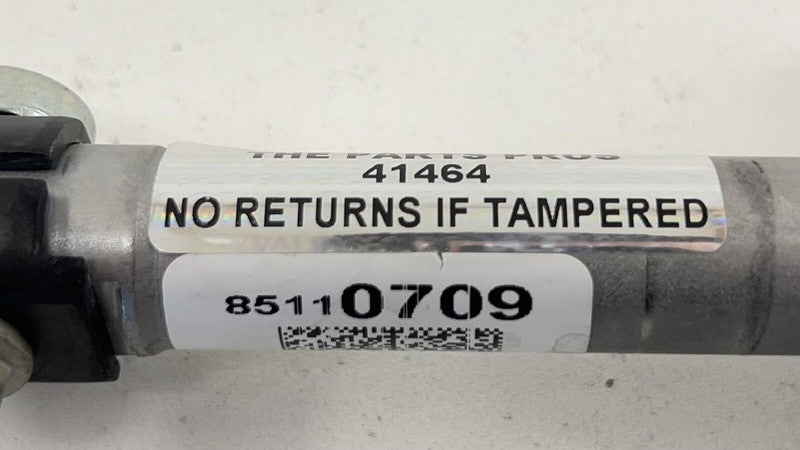 THE PARTS PROS
41464
NO RETURNS IF TAMPERED
85110709